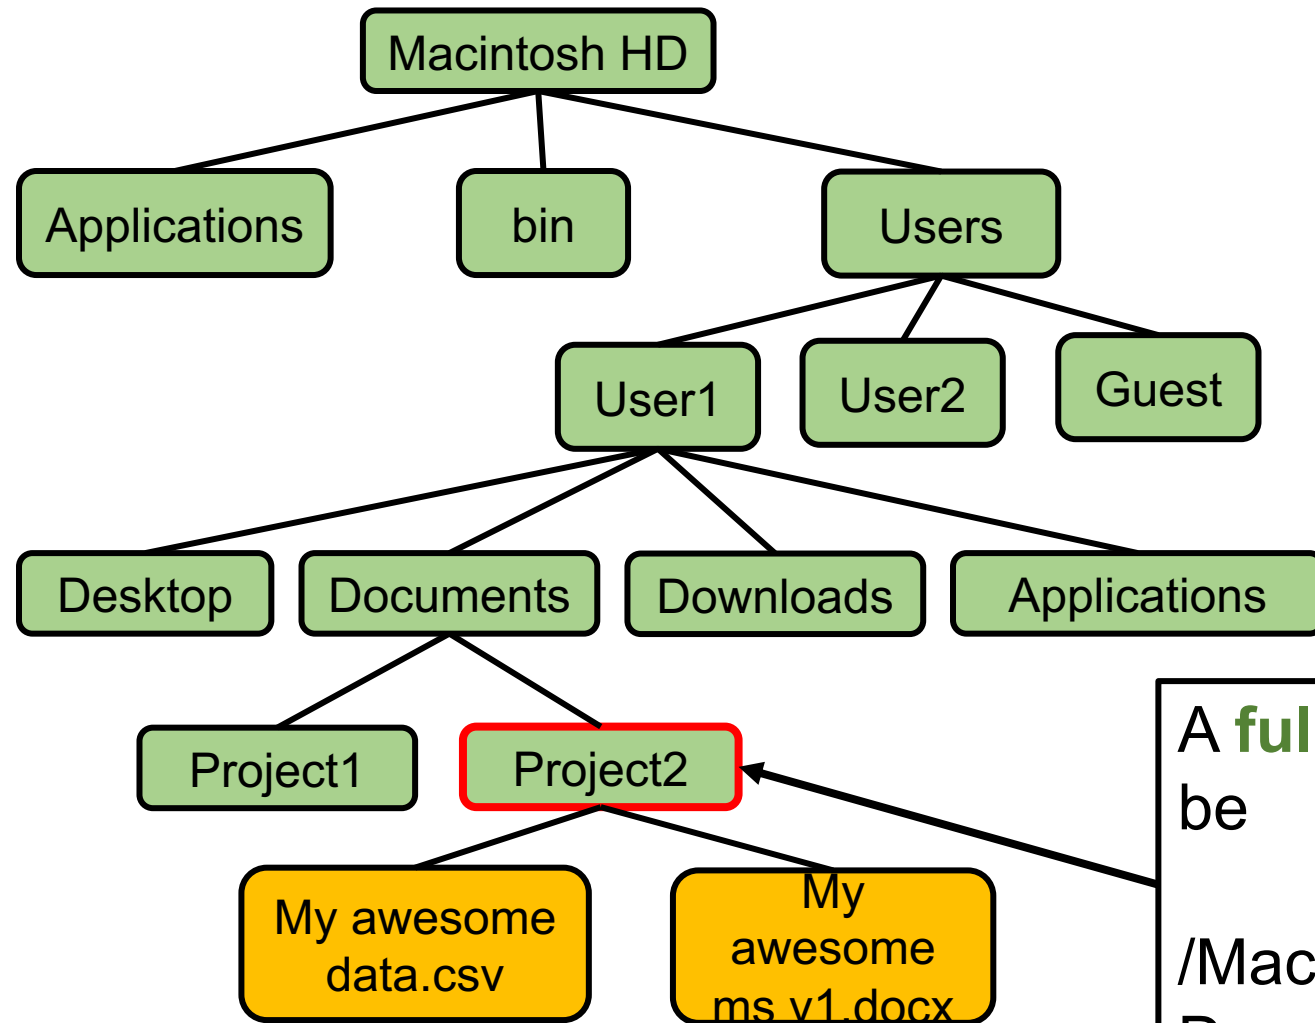 Macintosh HD
Applications
bin
Users
User1
User2
Guest
Desktop
Documents
Downloads
Applications
Project1
Project2
A
be
My awesome
data.csv
My
awesome
ms v1.docx
/Mac